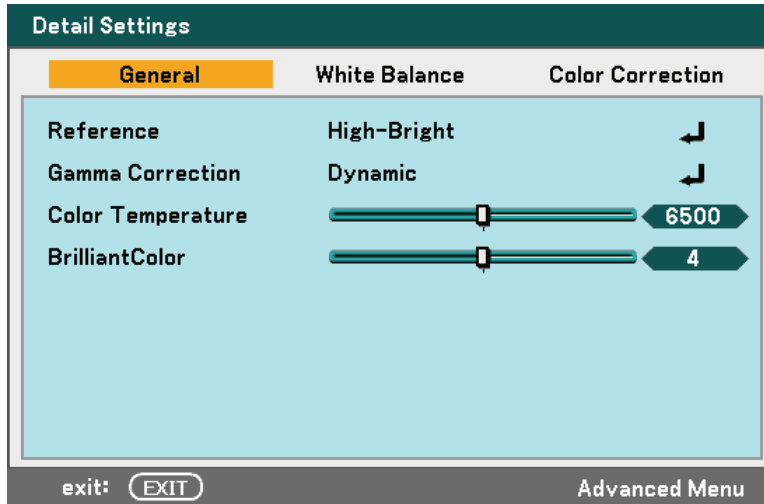 Detail Settings
General White Balance Color Correction
Reference High-Bright
Gamma Correction Dynamic
Color Temperature 6500
BrilliantColor 4
exit: EXIT Advanced Menu